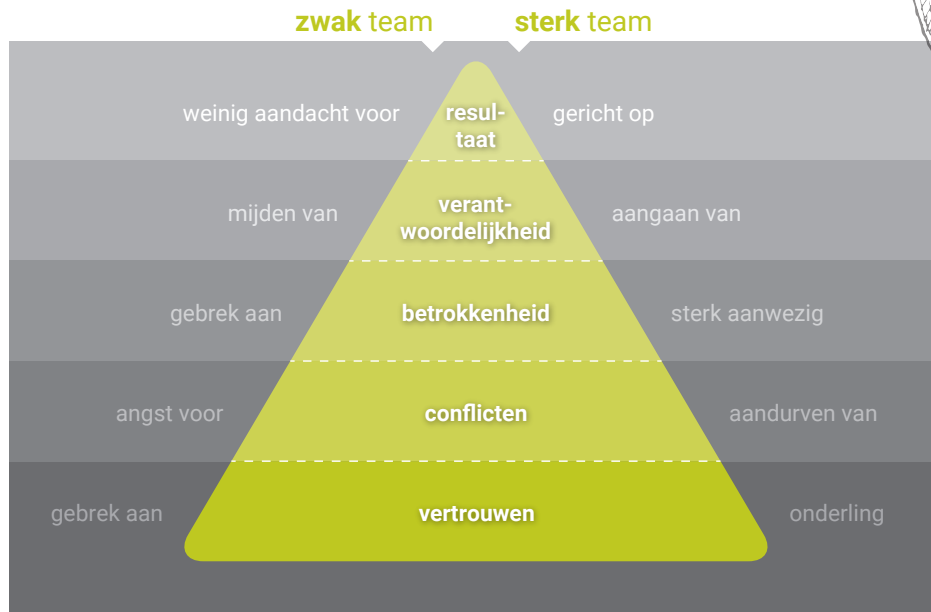 zwak team sterk team
weinig aandacht voor resul-
taat gericht op
mijden van verant-
woordelijkheid aangaan van
gebrek aan betrokkenheid sterk aanwezig
angst voor conflicten aandurven van
gebrek aan vertrouwen onderling